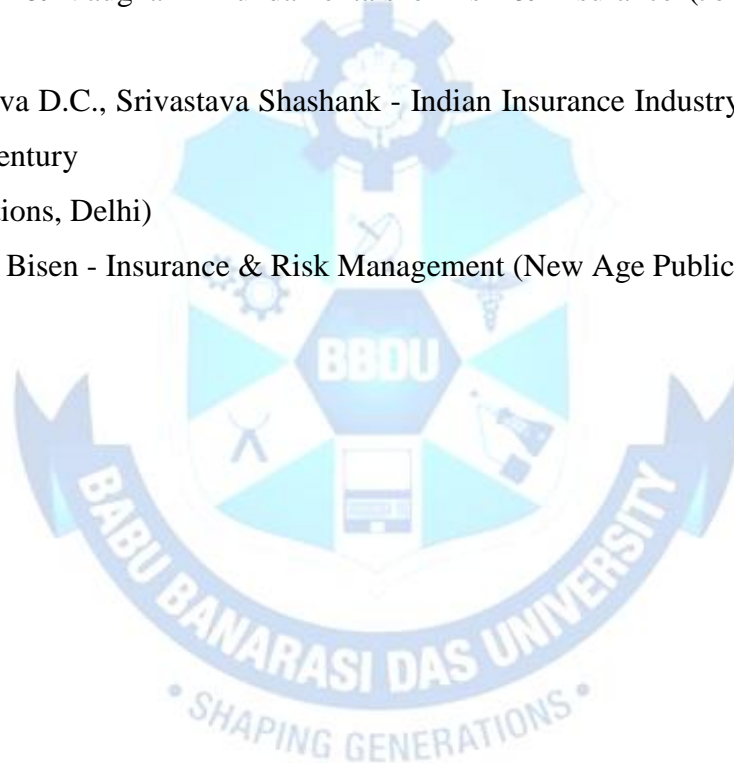 va D.C., Srivastava Shashank - Indian Insurance Industry
entury
tions, Delhi)
Bisen - Insurance & Risk Management (New Age Public
BBDU
BABU BANARASI DAS UNIVERSITY
• SHAPING GENERATIONS •